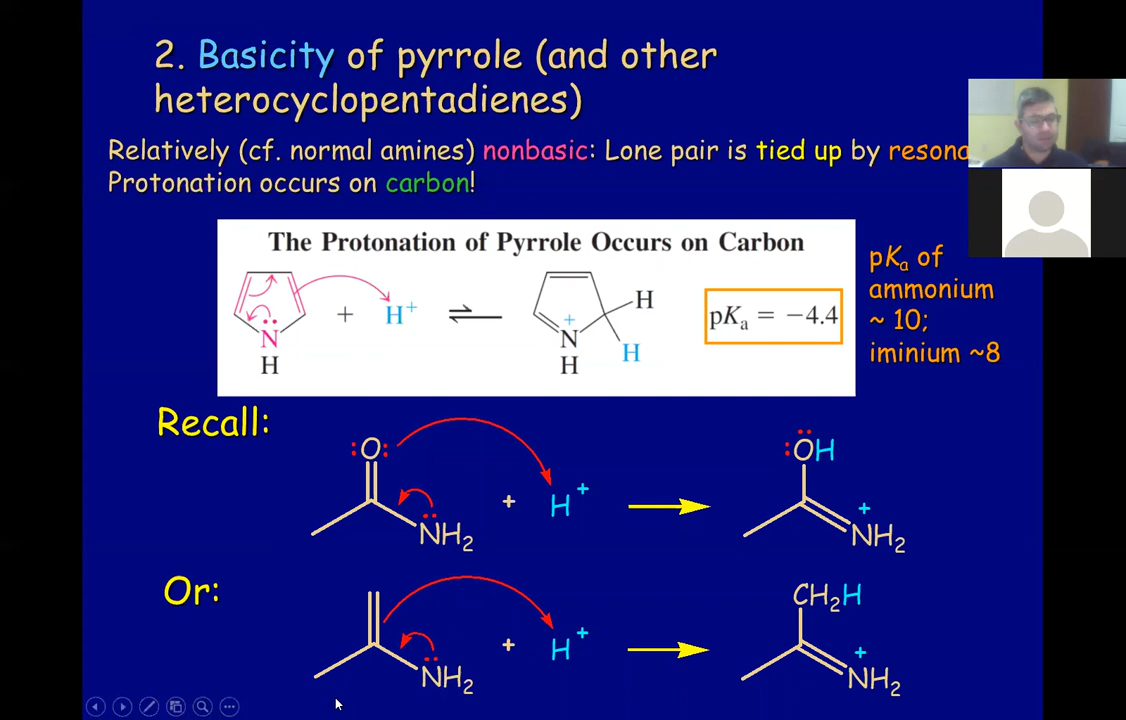 2. Basicity of pyrrole (and other
heterocyclopentadienes)
Relatively (cf. normal amines) nonbasic: Lone pair is tied up by
Protonation occurs on carbon!
The Protonation of Pyrrole Occurs on Carbon
N
H
+
H+
N
+
H
H
H
pKa = −4.4
pKa of
ammonium
~ 10;
iminium ~8
Recall:
:O:
NH2
+
H+
:OH
+
NH2
Or:
NH2
+
H+
CH2H
+
NH2